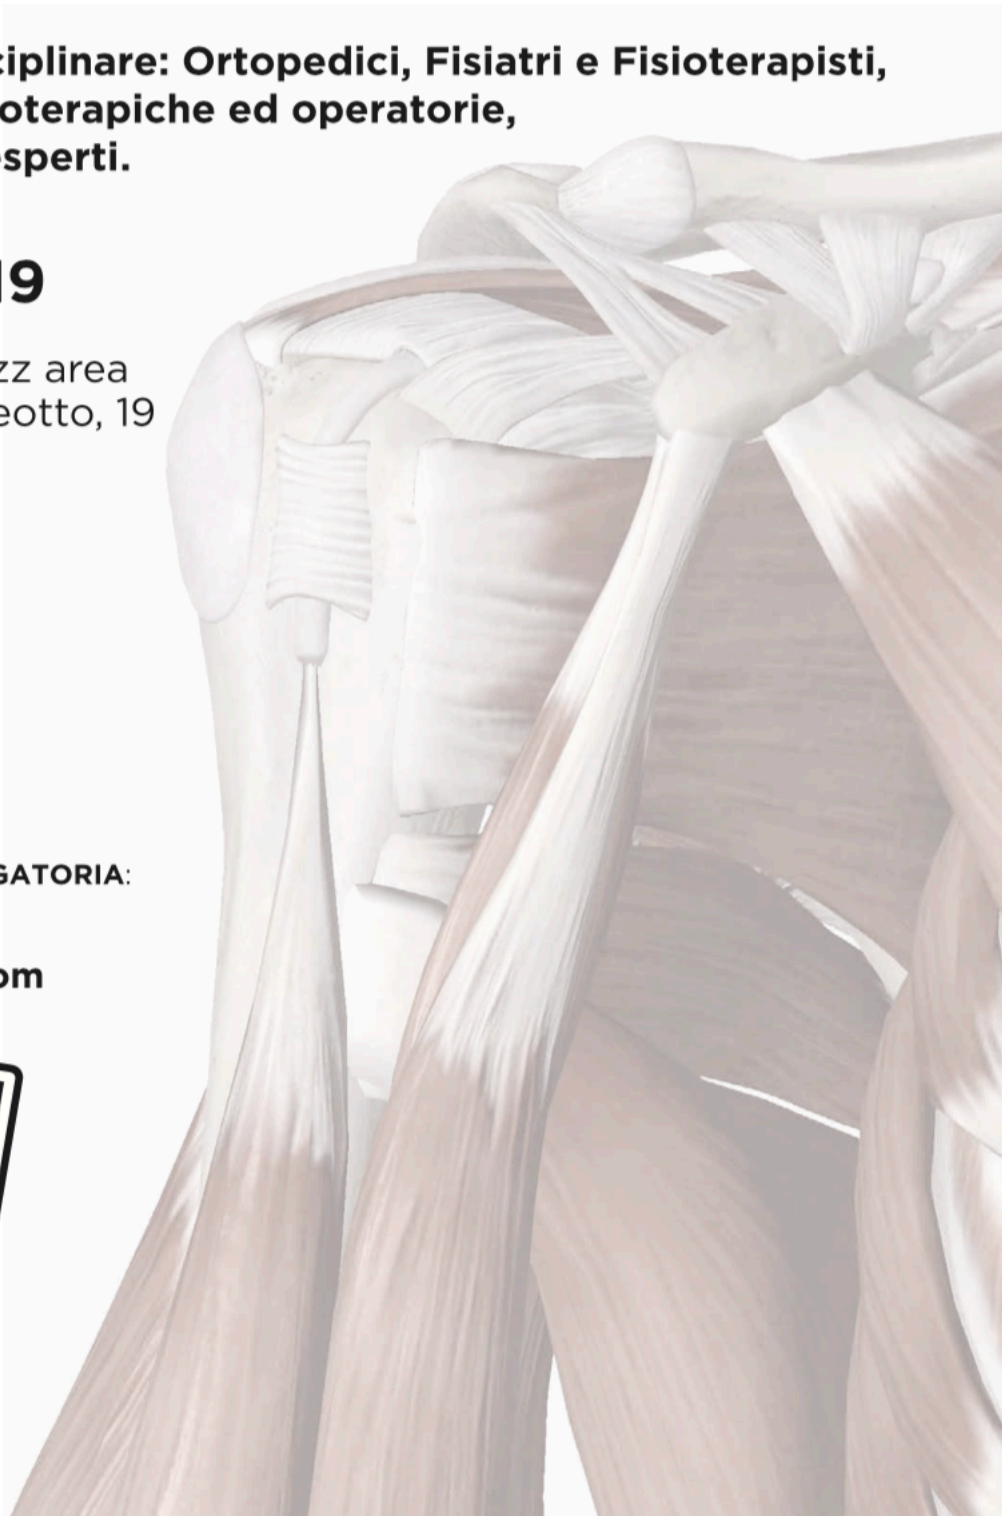 ciplinare: Ortopedici, Fisiatri e Fisioterapisti,
oterapiche ed operatorie,
sperti.
19
zz area
eotto, 19
GATORIA:
om